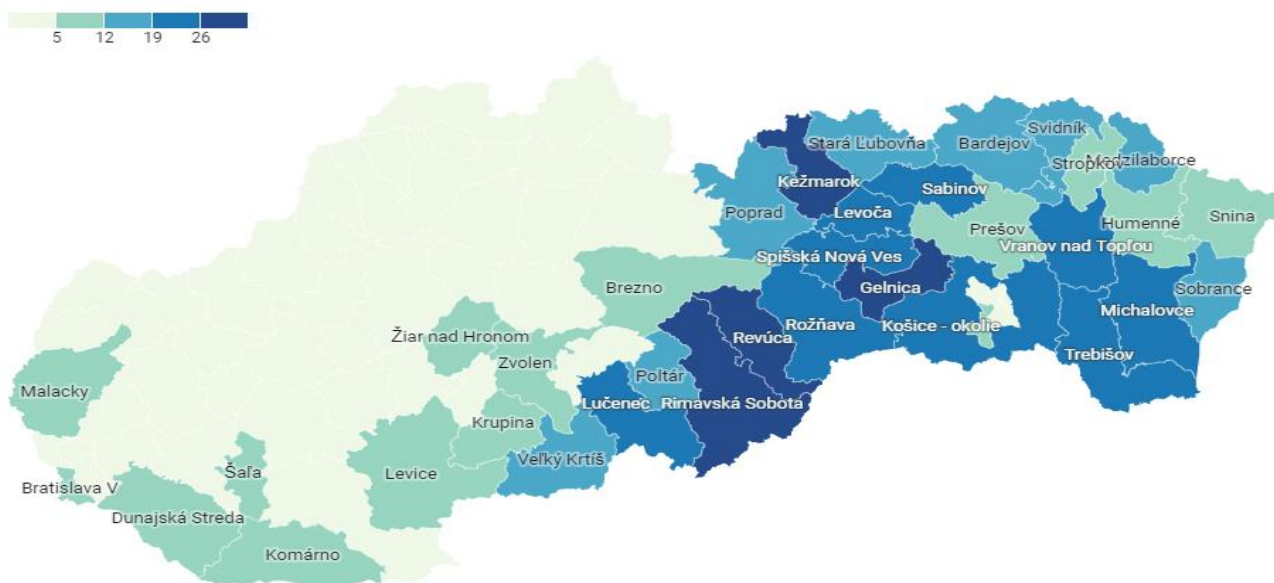 5 12 19 26
Svidník
Stará Ľubovňa
Bardejov
Stropkov
Medzilaborce
Kežmarok
Sabinov
Poprad
Levoča
Humenné
Snina
Prešov
Vranov nad Topľou
Spišská Nová Ves
Brezno
Gelnica
Sobrance
Michalovce
Žiar nad Hronom
Revúca
Rožňava
Košice - okolie
Zvolen
Trebišov
Malacky
Poltár
Lučenec
Rimavská Sobota
Krupina
Veľký Krtíš
Šaľa
Levice
Bratislava V
Dunajská Streda
Komárno